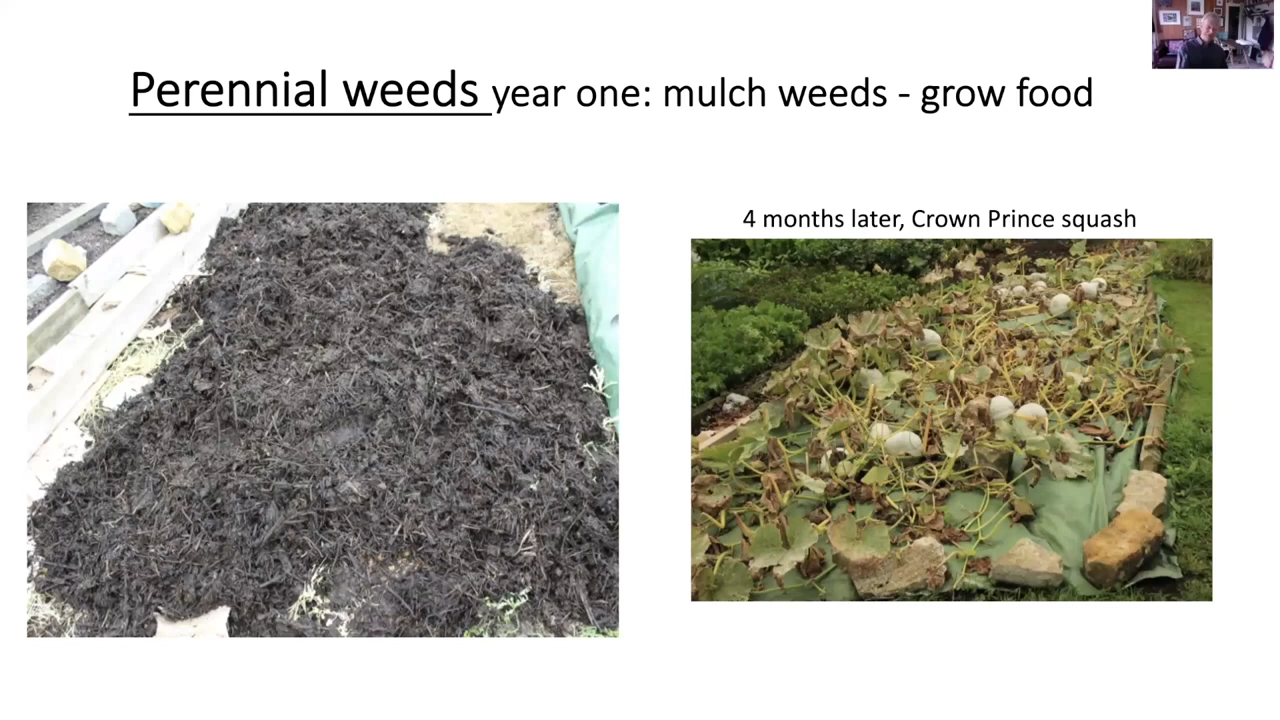 Perennial weeds year one: mulch weeds - grow food
4 months later, Crown Prince squash